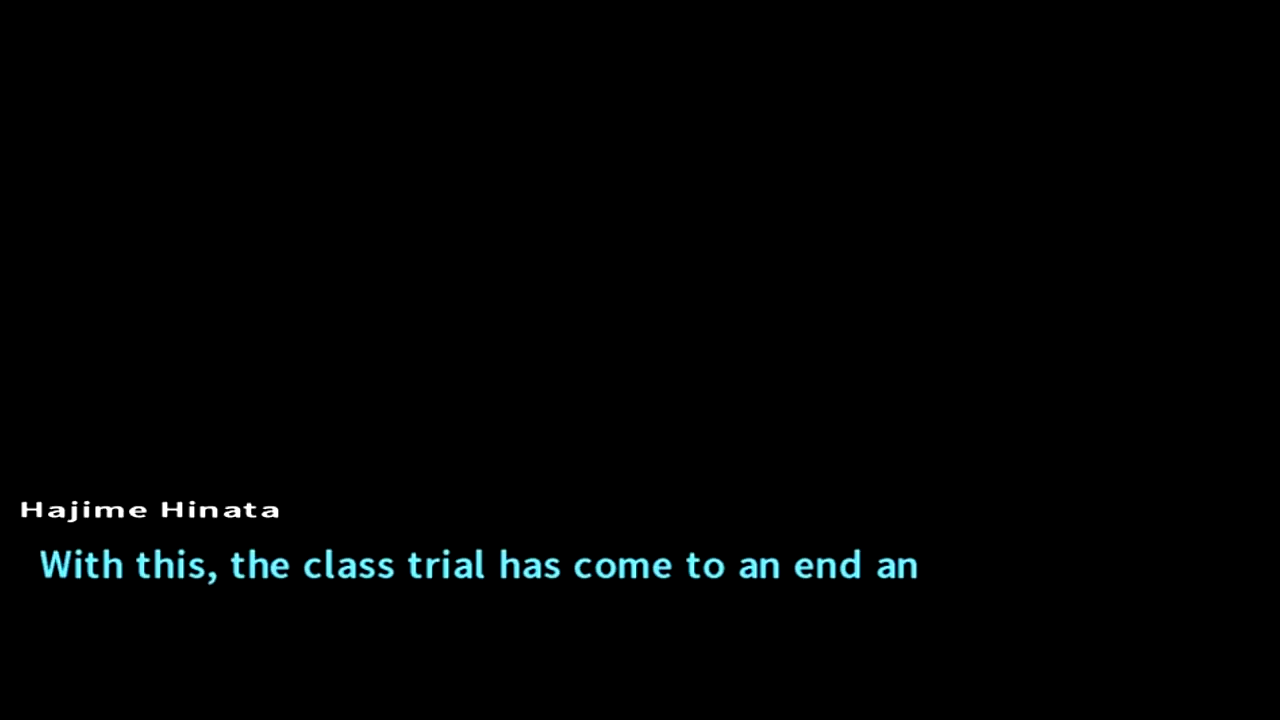 Hajime Hinata
With this, the class trial has come to an end an